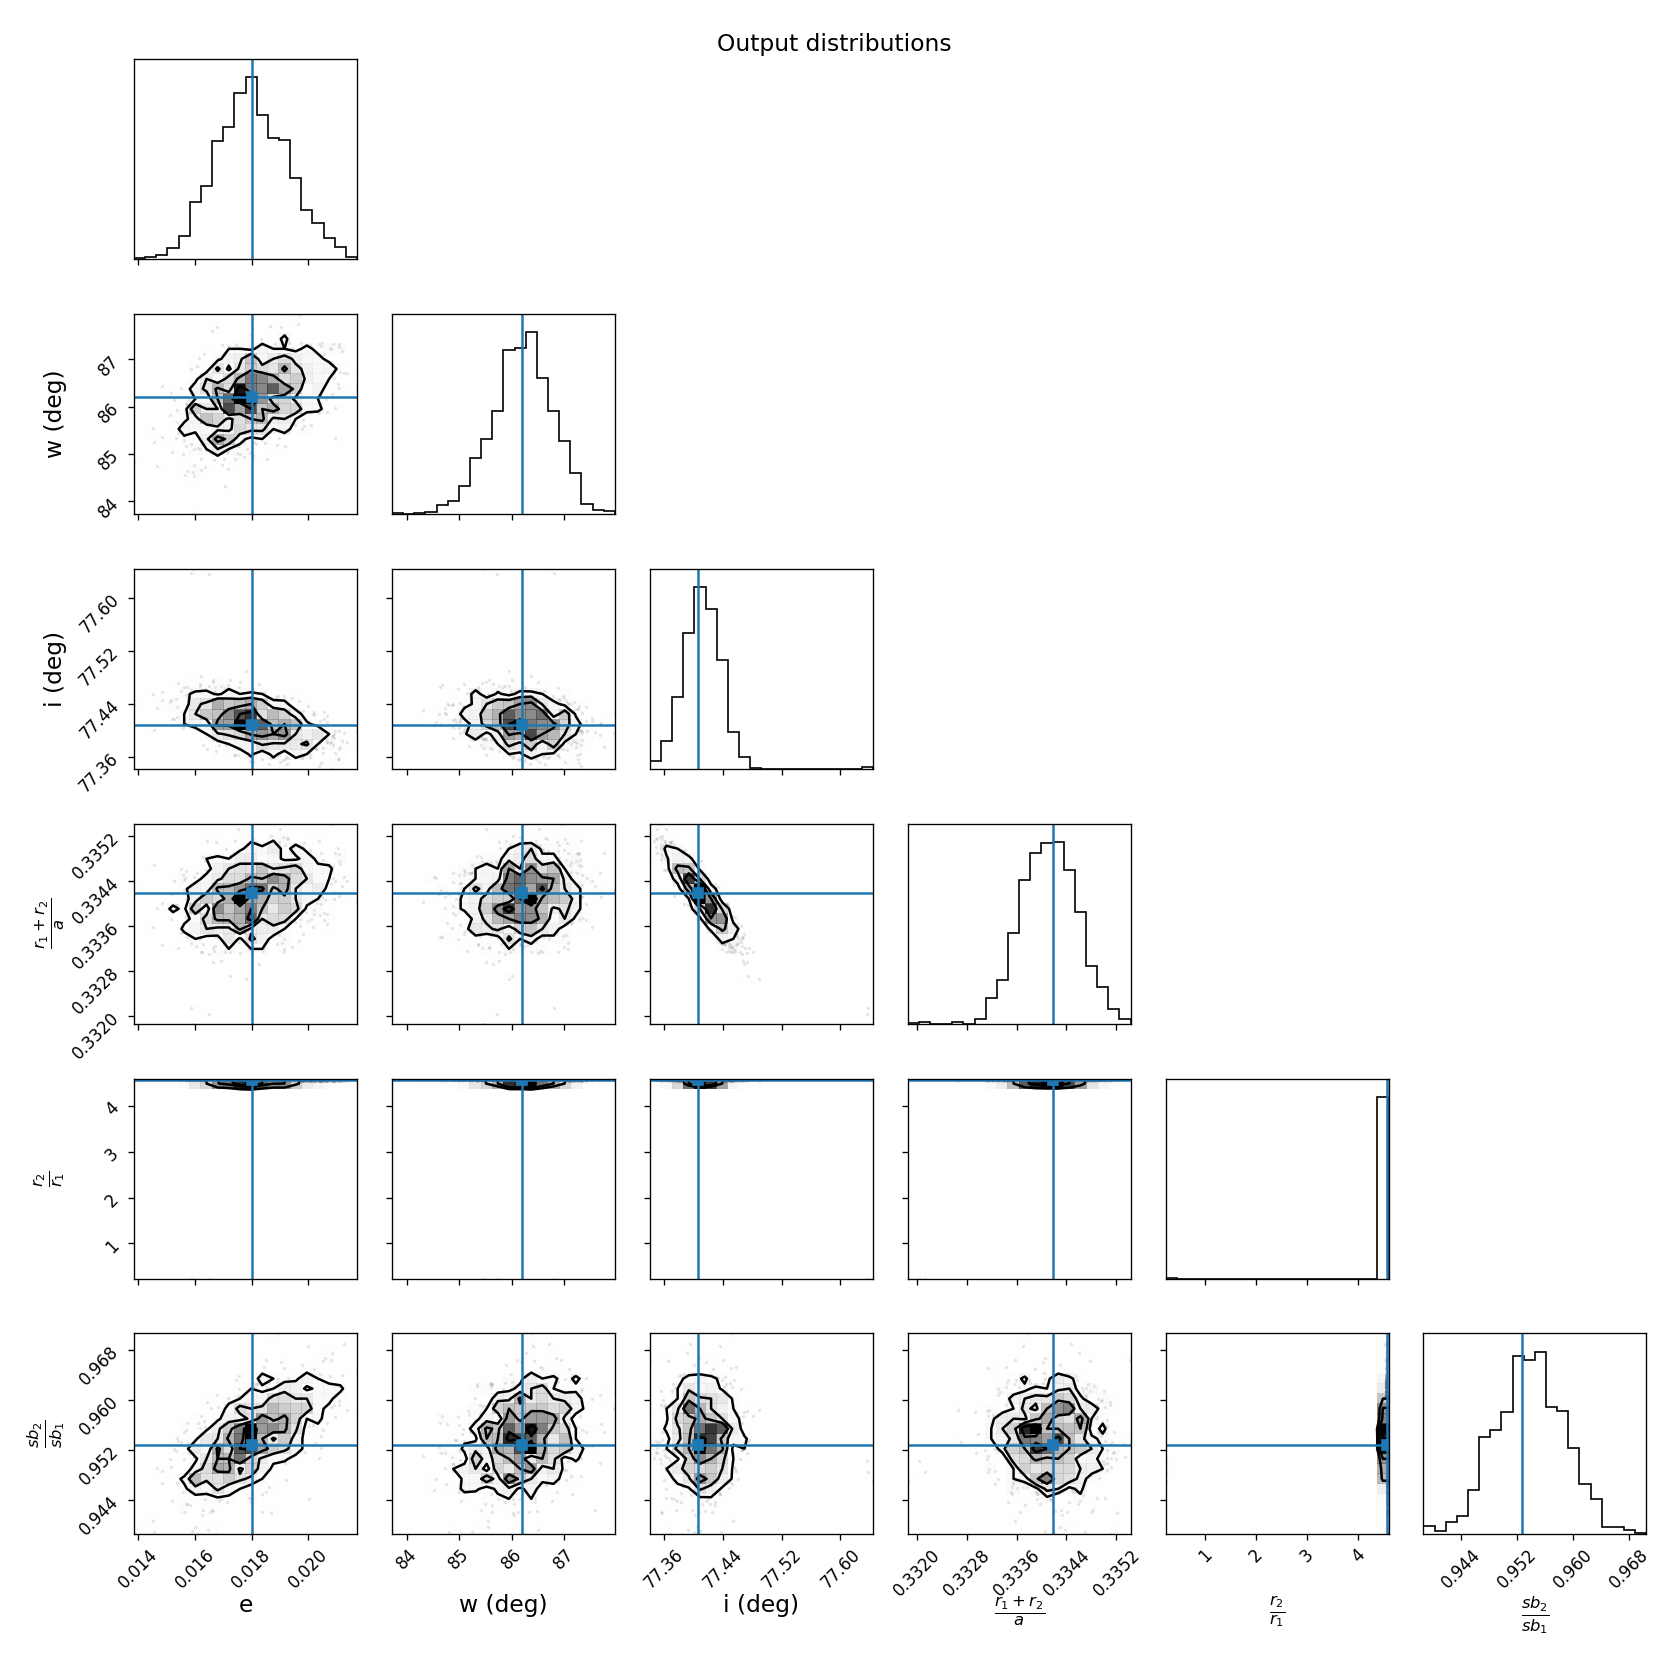 Output distributions
w (deg)
87
86
85
84
i (deg)
77.60
77.52
77.44
77.36
r₁ + r₂
a
0.3352
0.3344
0.3336
0.3328
0.3320
r₂
r₁
4
3
2
1
sb₂
sb₁
0.968
0.960
0.952
0.944
0.014 0.016 0.018 0.020 84 85 86 87 77.36 77.44 77.52 77.60 0.3320 0.3328 0.3336 0.3344 0.3352 1 2 3 4 0.944 0.952 0.960 0.968
e w (deg) i (deg) r₁ + r₂ r₂ sb₂
a r₁ sb₁